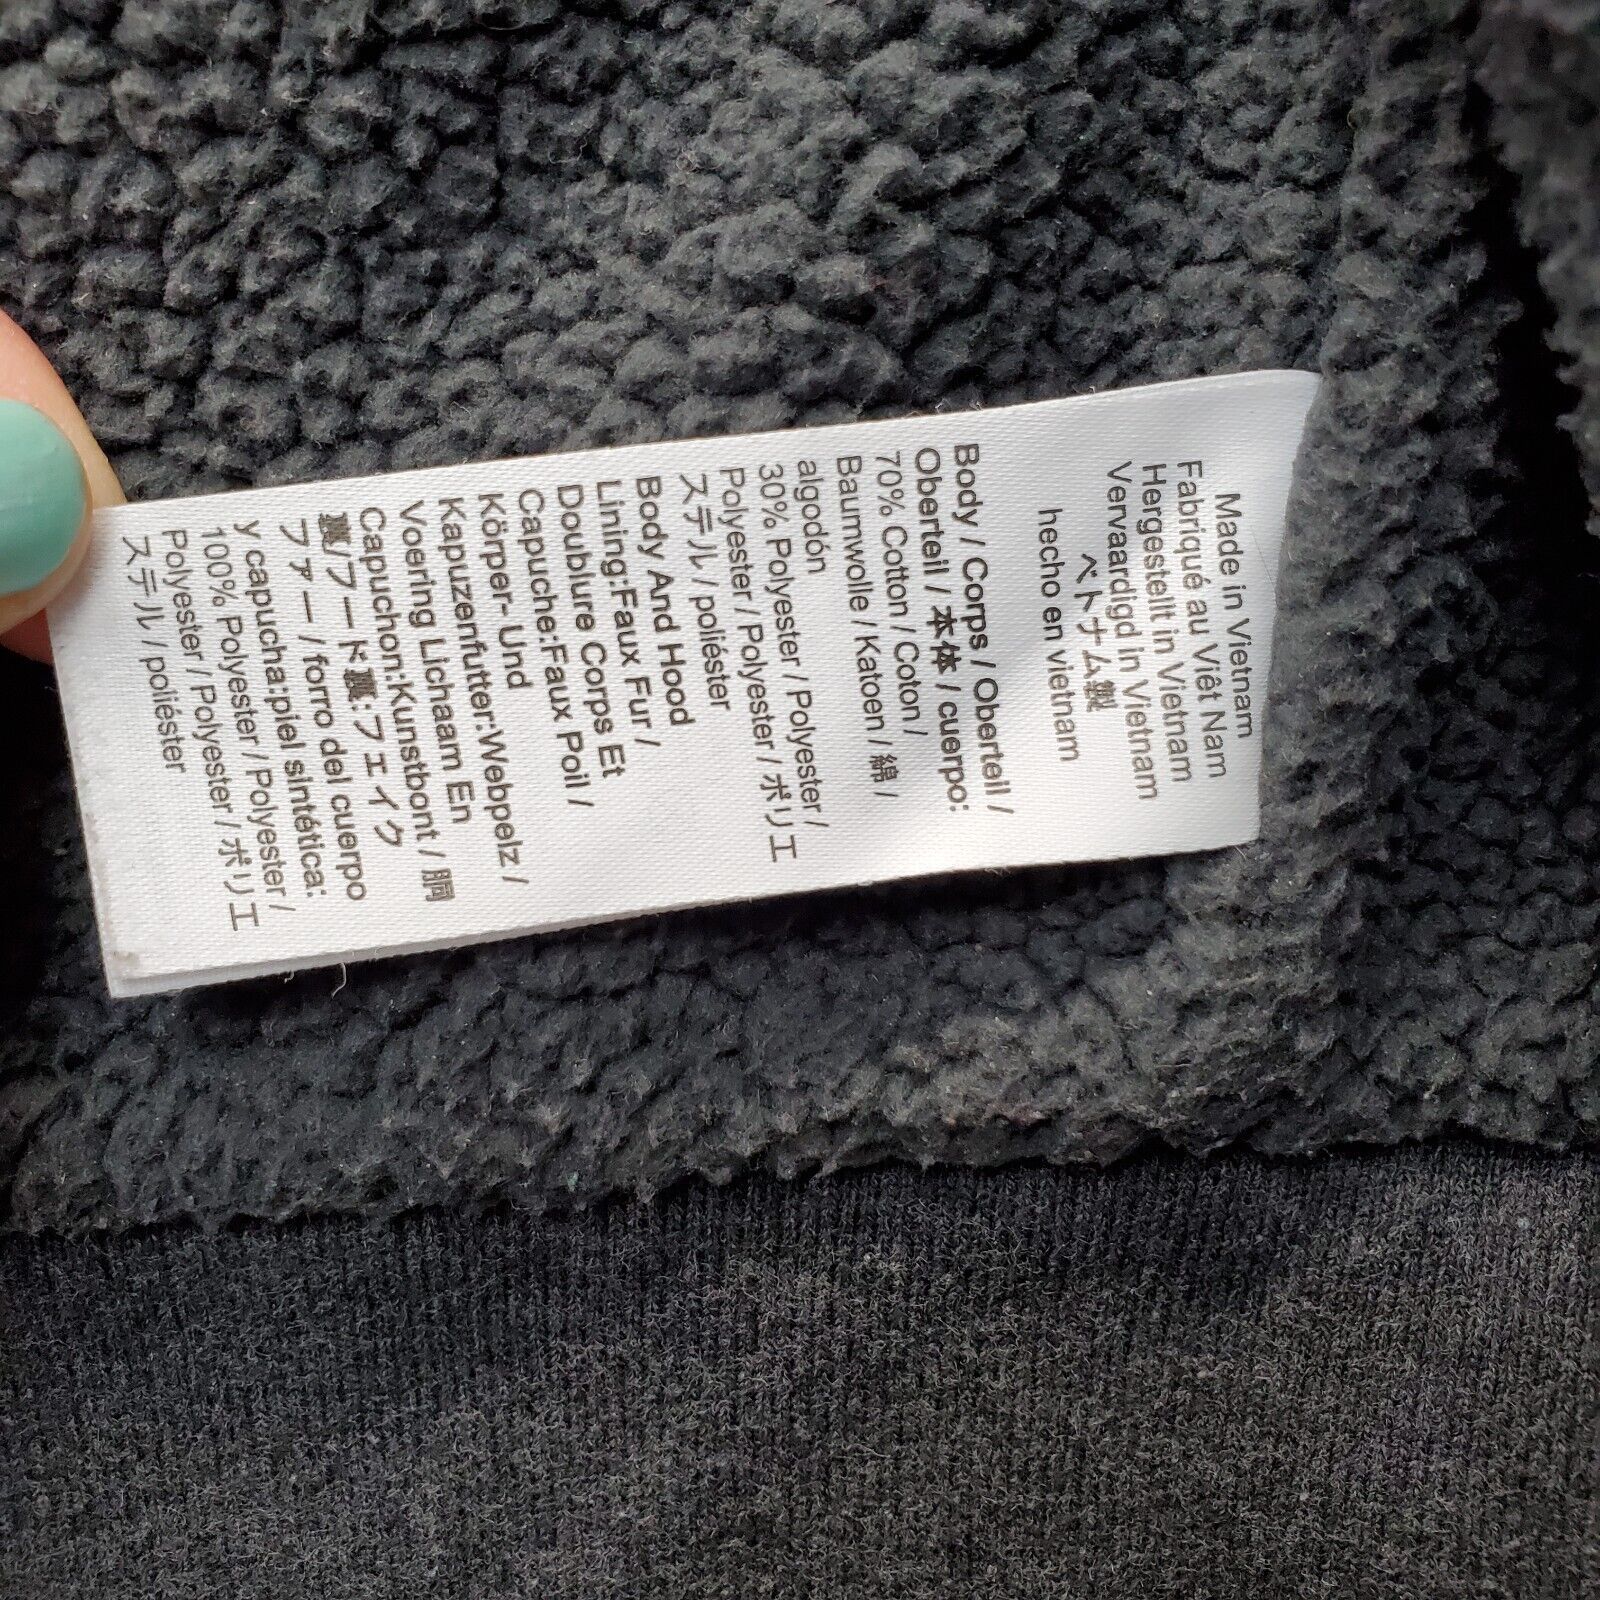 Made in Vietnam
Fabriqué au Viêt Nam
Hergestellt in Vietnam
Vervaardigd in Vietnam
ベトナム製
hecho en vietnam
Body / Corps / Oberteil /
Oberteil / 本体 / cuerpo:
70% Cotton / Coton /
Baumwolle / Katoen / 綿 /
algodón
30% Polyester / Polyester /
Polyester / Polyester / ポリエ
ステル / poliéster
Body And Hood
Lining:Faux Fur /
Doublure Corps Et
Capuche:Faux Poil /
Körper-Und
Kapuzenfutter:Webpelz /
Voering Lichaam En
Capuchon:Kunstbont / 胴
裏/フード裏:フェイク
ファー / forro del cuerpo
y capucha:piel sintética:
100% Polyester / Polyester /
Polyester / Polyester / ポリエ
ステル / poliéster